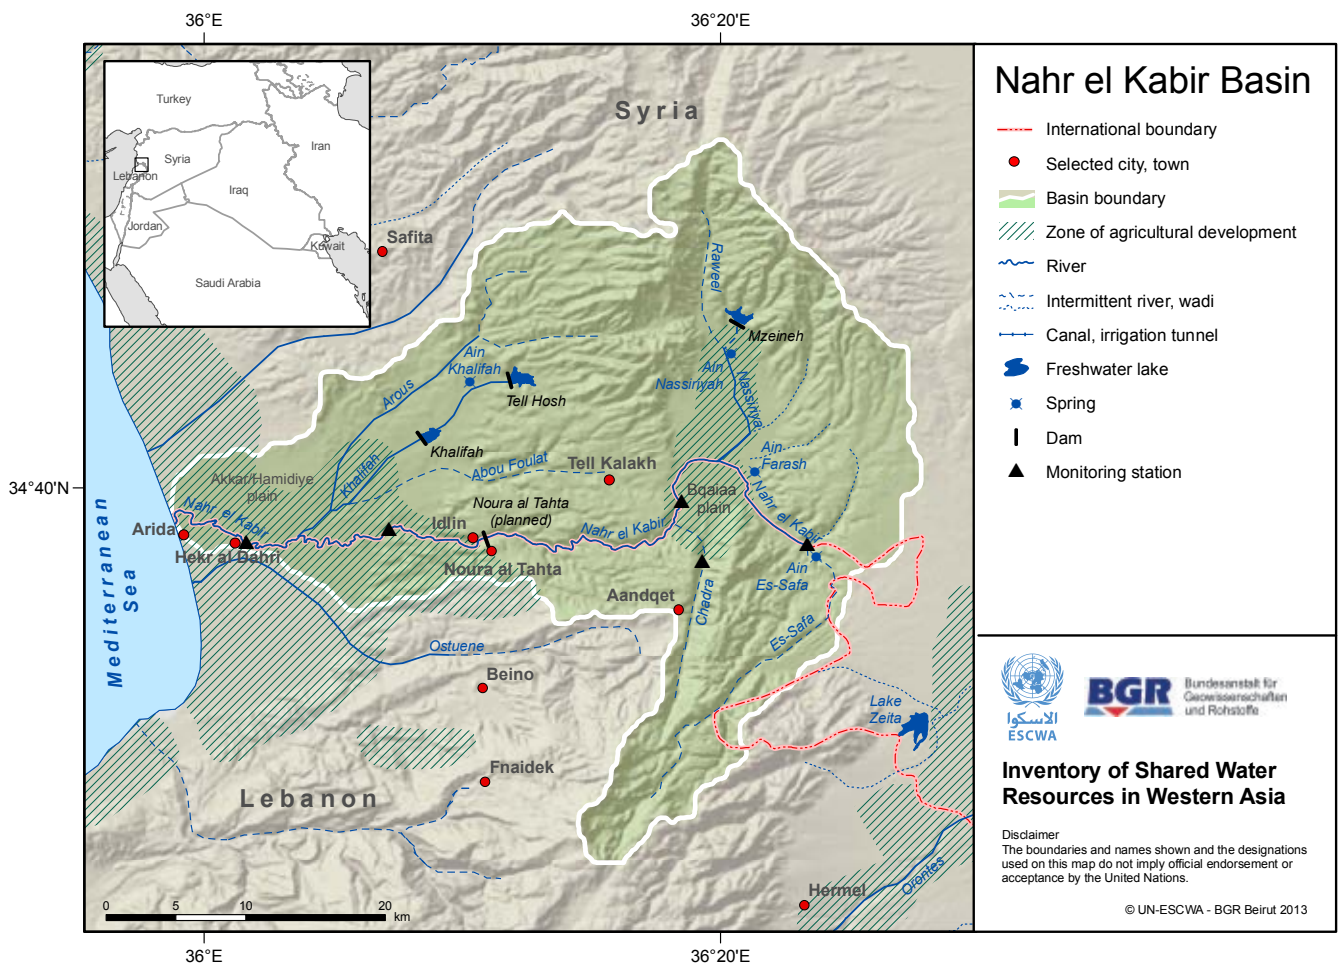 36°E
36°20'E
Turkey
Syria
Iran
Lebanon
Iraq
Jordan
Kuwait
Saudi Arabia
Syria
Safita
Raweel
Mzeineh
Ain
Khalifah
Ain
Nassiriyah
Nassiriya
Arous
Tell Hosh
Khalifah
Khalifah
Abou Foulat
Tell Kalakh
Ain
Farash
34°40'N
Akkar/Hamidiye
plain
Bqaiaa
plain
Noura al Tahta
(planned)
Nahr el Kabir
Nahr el Kabir
Nahr el Kabir
Arida
Idlin
Hekr al Dahri
Noura al Tahta
Ain
Es-Safa
Aandqet
Chadra
Es-Safa
Mediterranean
Sea
Ostuene
Beino
Lake
Zeita
Fnaidek
Lebanon
Hermel
Orontes
0
5
10
20
km
36°E
36°20'E
Nahr el Kabir Basin
International boundary
Selected city, town
Basin boundary
Zone of agricultural development
River
Intermittent river, wadi
Canal, irrigation tunnel
Freshwater lake
Spring
Dam
Monitoring station
الاسكوا
ESCWA
BGR
Bundesanstalt für
Geowissenschaften
und Rohstoffe
Inventory of Shared Water
Resources in Western Asia
Disclaimer
The boundaries and names shown and the designations
used on this map do not imply official endorsement or
acceptance by the United Nations.
© UN-ESCWA - BGR Beirut 2013